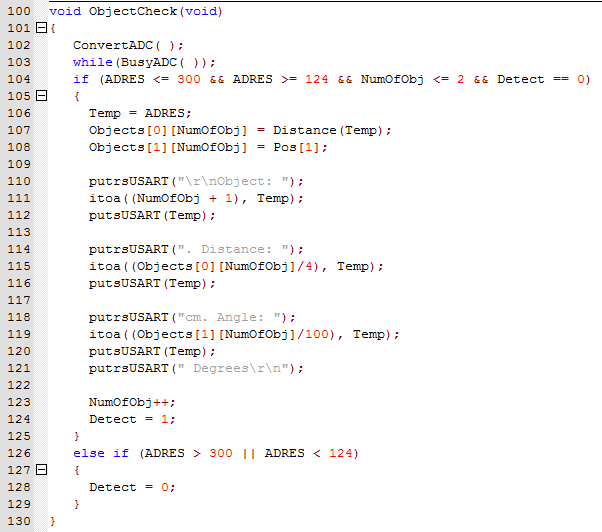 100 void ObjectCheck(void)
101 {
102 ConvertADC( );
103 while(BusyADC( ));
104 if (ADRES <= 300 && ADRES >= 124 && NumOfObj <= 2 && Detect == 0)
105 {
106 Temp = ADRES;
107 Objects[0][NumOfObj] = Distance(Temp);
108 Objects[1][NumOfObj] = Pos[1];
109
110 putrsUSART("\r\nObject: ");
111 itoa((NumOfObj + 1), Temp);
112 putsUSART(Temp);
113
114 putrsUSART(". Distance: ");
115 itoa((Objects[0][NumOfObj]/4), Temp);
116 putsUSART(Temp);
117
118 putrsUSART("cm. Angle: ");
119 itoa((Objects[1][NumOfObj]/100), Temp);
120 putsUSART(Temp);
121 putrsUSART(" Degrees\r\n");
122
123 NumOfObj++;
124 Detect = 1;
125 }
126 else if (ADRES > 300 || ADRES < 124)
127 {
128 Detect = 0;
129 }
130 }